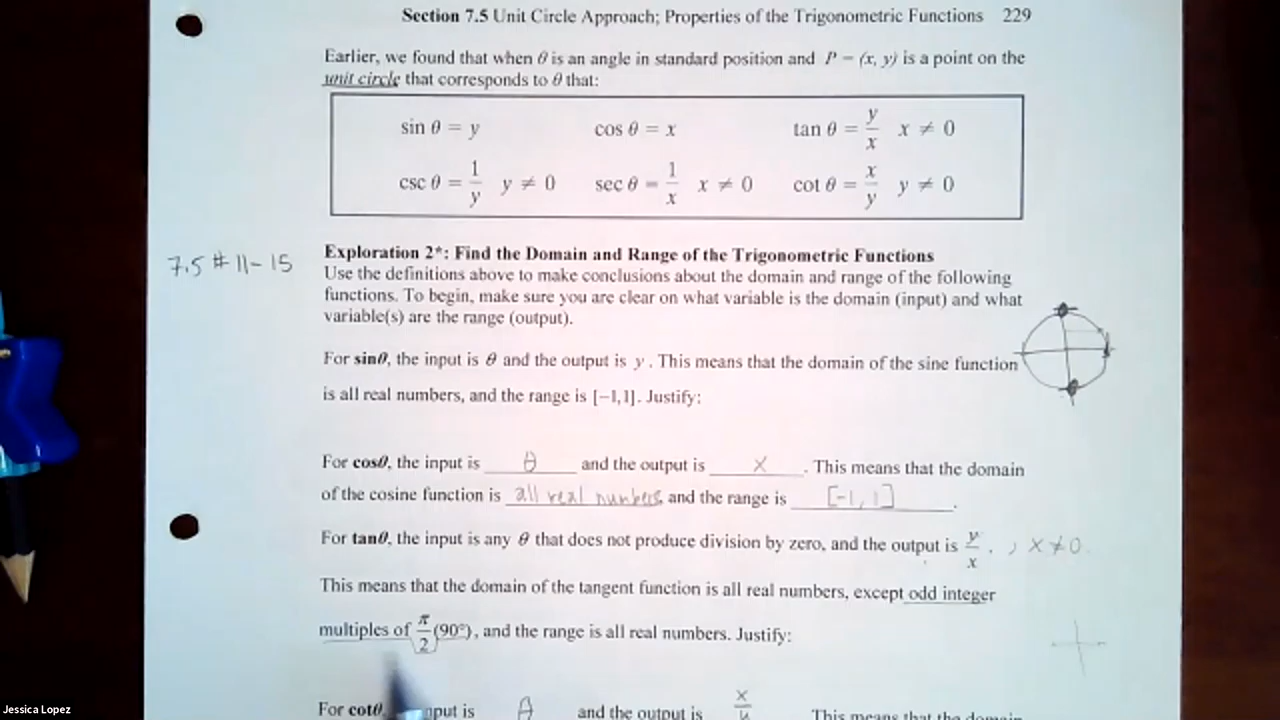 Section 7.5 Unit Circle Approach; Properties of the Trigonometric Functions 229
Earlier, we found that when θ is an angle in standard position and P = (x, y) is a point on the
unit circle that corresponds to θ that:
sin θ = y cos θ = x tan θ = y/x x ≠ 0
csc θ = 1/y y ≠ 0 sec θ = 1/x x ≠ 0 cot θ = x/y y ≠ 0
7.5 # 11-15
Exploration 2*: Find the Domain and Range of the Trigonometric Functions
Use the definitions above to make conclusions about the domain and range of the following
functions. To begin, make sure you are clear on what variable is the domain (input) and what
variable(s) are the range (output).
For sinθ, the input is θ and the output is y. This means that the domain of the sine function
is all real numbers, and the range is [−1,1]. Justify:
For cosθ, the input is θ and the output is x. This means that the domain
of the cosine function is all real numbers, and the range is [-1, 1].
For tanθ, the input is any θ that does not produce division by zero, and the output is y/x. , x ≠ 0.
This means that the domain of the tangent function is all real numbers, except odd integer
multiples of π/2 (90°), and the range is all real numbers. Justify:
For cotθ, input is θ and the output is x/y This means that the domain
Jessica Lopez